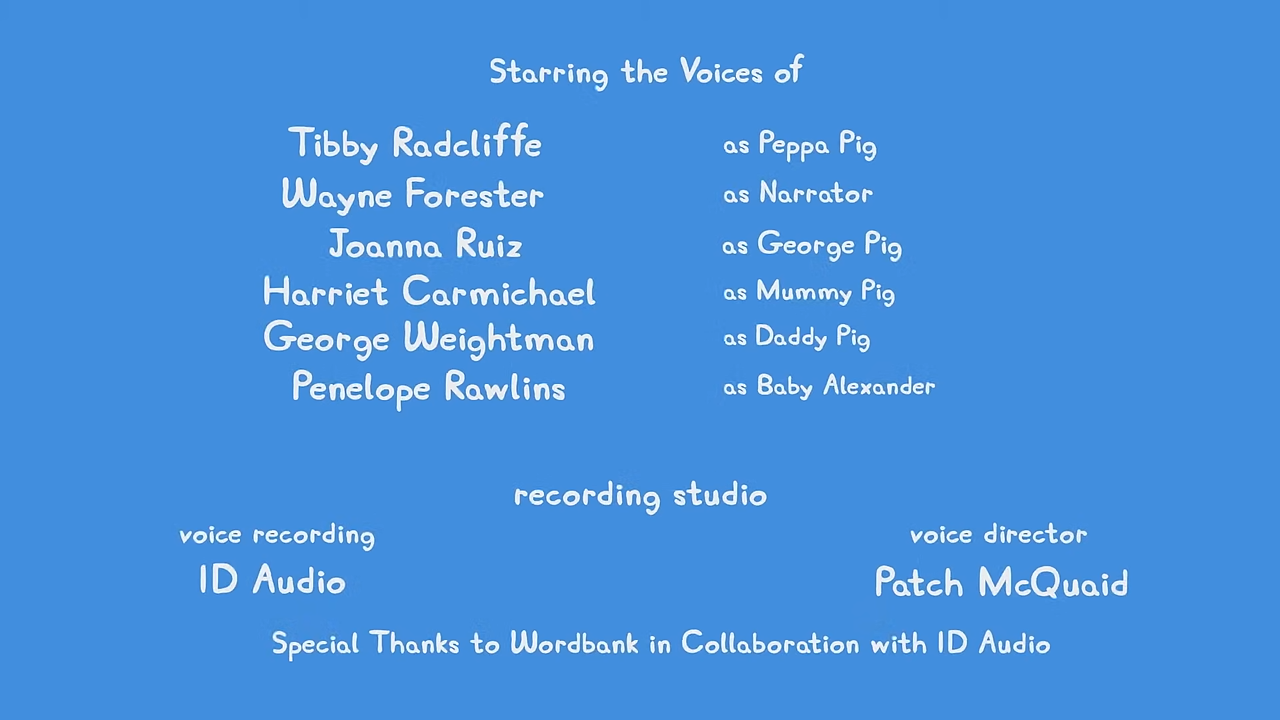 Starring the Voices of
Tibby Radcliffe as Peppa Pig
Wayne Forester as Narrator
Joanna Ruiz as George Pig
Harriet Carmichael as Mummy Pig
George Weightman as Daddy Pig
Penelope Rawlins as Baby Alexander
recording studio
voice recording voice director
ID Audio Patch McQuaid
Special Thanks to Wordbank in Collaboration with ID Audio